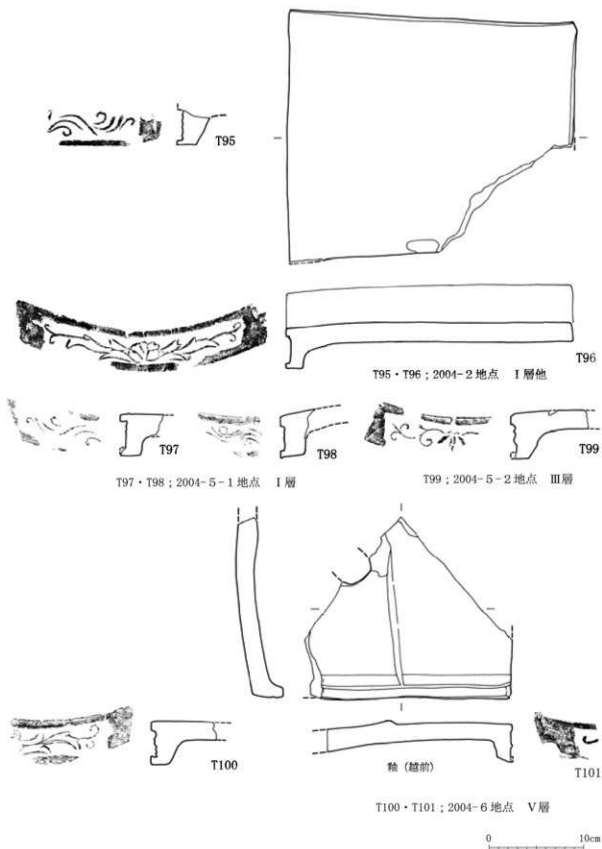 T95
T96
T95・T96 ; 2004-2地点　Ⅰ層他
T97
T98
T99
T97・T98 ; 2004-5-1地点　Ⅰ層
T99 ; 2004-5-2地点　Ⅲ層
T100
釉（越前）
T101
T100・T101 ; 2004-6地点　Ⅴ層
0　10cm